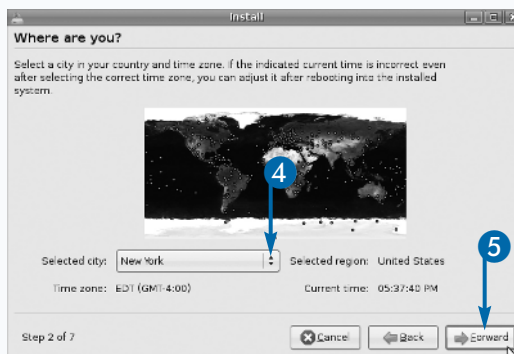 Install
Where are you?
Select a city in your country and time zone. If the indicated current time is incorrect even
after selecting the correct time zone, you can adjust it after rebooting into the installed
system.
4
Selected city: New York Selected region: United States
5
Time zone: EDT (GMT-4:00) Current time: 05:37:40 PM
Step 2 of 7 Cancel Back Forward